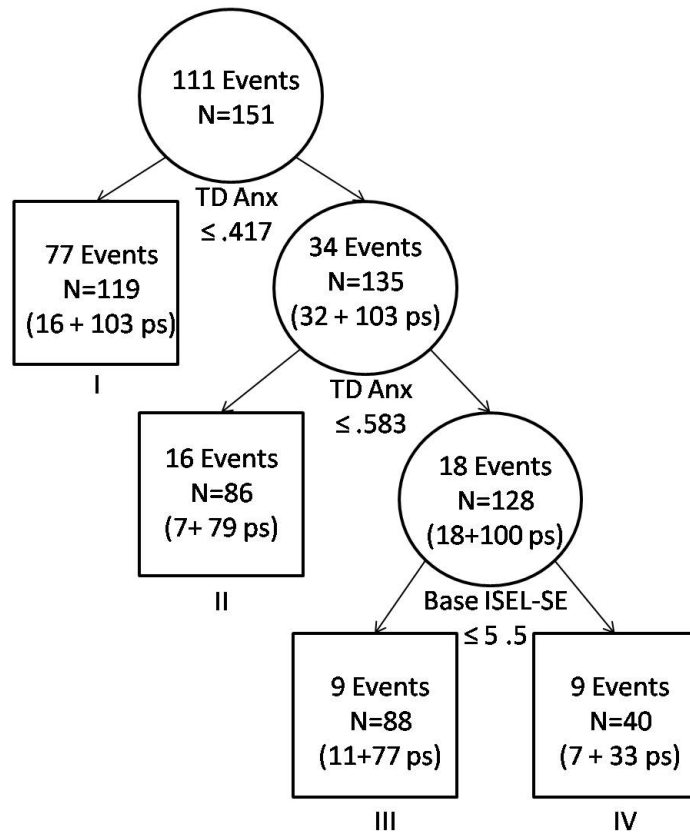 111 Events
N=151
TD Anx
≤ .417
77 Events
N=119
(16 + 103 ps)
I
34 Events
N=135
(32 + 103 ps)
TD Anx
≤ .583
16 Events
N=86
(7+ 79 ps)
II
18 Events
N=128
(18+100 ps)
Base ISEL-SE
≤ 5 .5
9 Events
N=88
(11+77 ps)
III
9 Events
N=40
(7 + 33 ps)
IV